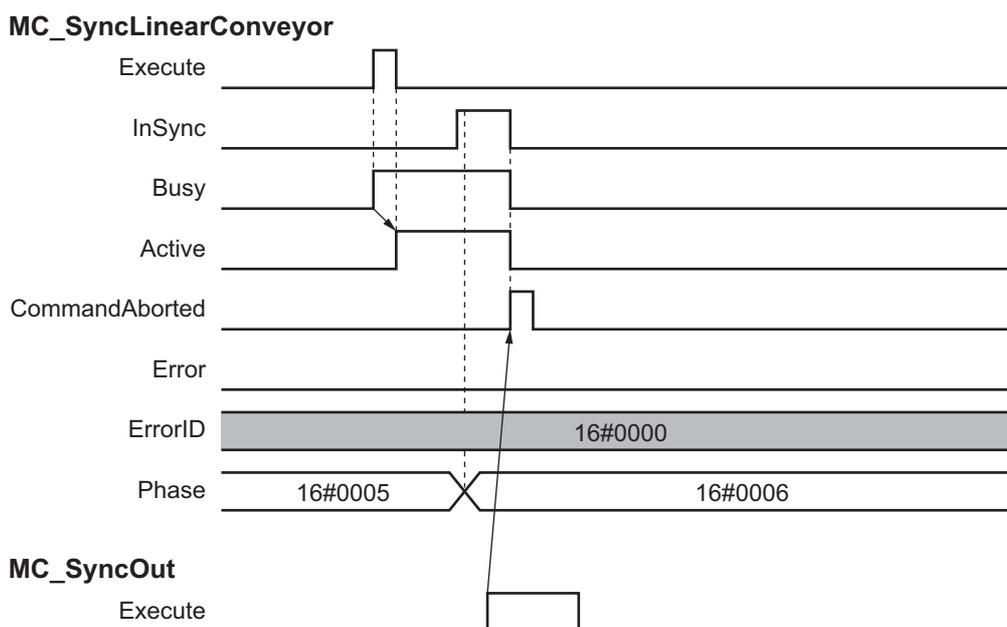 MC_SyncLinearConveyor
Execute
InSync
Busy
Active
CommandAborted
Error
ErrorID 16#0000
Phase 16#0005 16#0006
MC_SyncOut
Execute